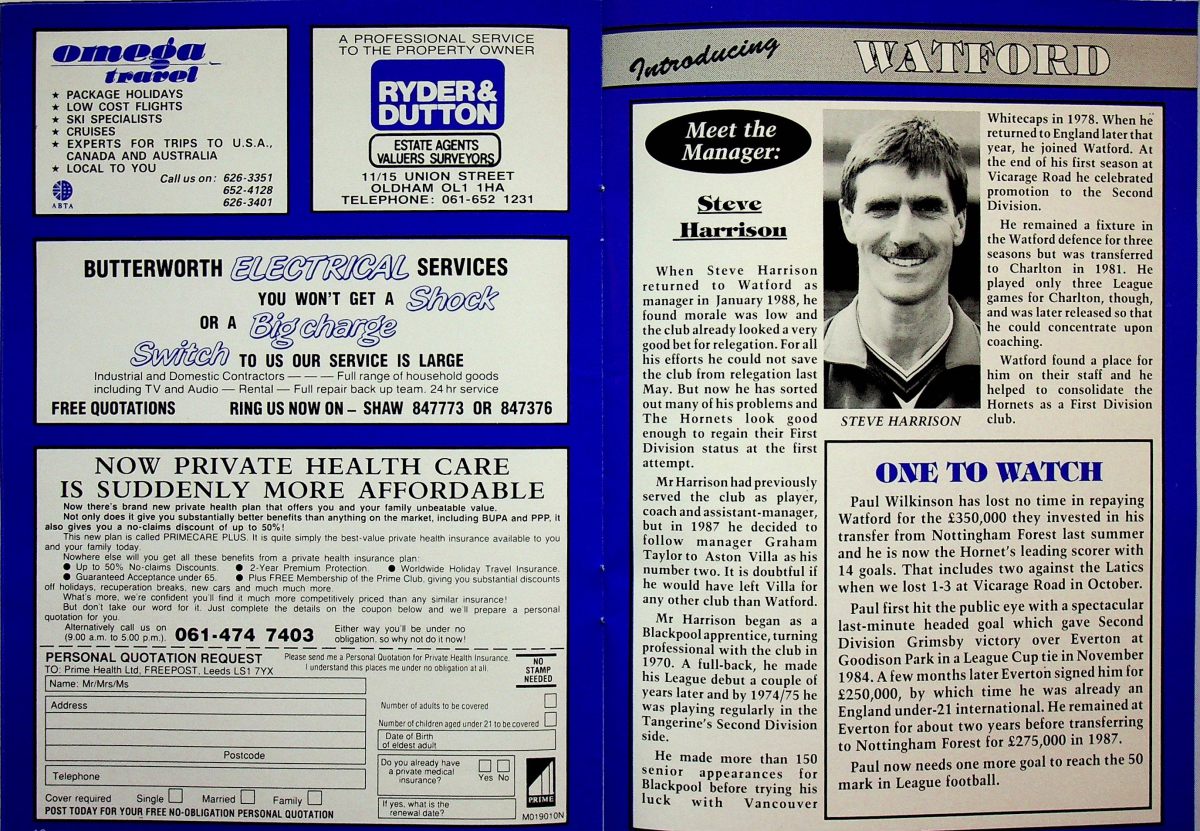 omega
travel
★ PACKAGE HOLIDAYS
★ LOW COST FLIGHTS
★ SKI SPECIALISTS
★ CRUISES
★ EXPERTS FOR TRIPS TO U.S.A.,
CANADA AND AUSTRALIA
★ LOCAL TO YOU
Call us on: 626-3351
652-4128
626-3401
ABTA
A PROFESSIONAL SERVICE
TO THE PROPERTY OWNER
RYDER&
DUTTON
ESTATE AGENTS
VALUERS SURVEYORS
11/15 UNION STREET
OLDHAM OL1 1HA
TELEPHONE: 061-652 1231
BUTTERWORTH ELECTRICAL SERVICES
YOU WON'T GET A Shock
OR A Big charge
Switch TO US OUR SERVICE IS LARGE
Industrial and Domestic Contractors — — — Full range of household goods
including TV and Audio — Rental — Full repair back up team. 24 hr service
FREE QUOTATIONS RING US NOW ON – SHAW 847773 OR 847376
NOW PRIVATE HEALTH CARE
IS SUDDENLY MORE AFFORDABLE
Now there's brand new private health plan that offers you and your family unbeatable value.
Not only does it give you substantially better benefits than anything on the market, including BUPA and PPP, it
also gives you a no-claims discount of up to 50%!
This new plan is called PRIMECARE PLUS. It is quite simply the best-value private health insurance available to you
and your family today.
Nowhere else will you get all these benefits from a private health insurance plan:
● Up to 50% No-claims Discounts. ● 2-Year Premium Protection. ● Worldwide Holiday Travel Insurance.
● Guaranteed Acceptance under 65. ● Plus FREE Membership of the Prime Club, giving you substantial discounts
off holidays, recuperation breaks, new cars and much much more.
What's more, we're confident you'll find it much more competitively priced than any similar insurance!
But don't take our word for it. Just complete the details on the coupon below and we'll prepare a personal
quotation for you.
Alternatively call us on
(9.00 a.m. to 5.00 p.m.). 061-474 7403 Either way you'll be under no
obligation, so why not do it now!
PERSONAL QUOTATION REQUEST
TO: Prime Health Ltd, FREEPOST, Leeds LS1 7YX
Please send me a Personal Quotation for Private Health Insurance.
I understand this places me under no obligation at all.
NO
STAMP
NEEDED
Name: Mr/Mrs/Ms
Address
Postcode
Telephone
Cover required Single Married Family
POST TODAY FOR YOUR FREE NO-OBLIGATION PERSONAL QUOTATION
Number of adults to be covered
Number of children aged under 21 to be covered
Date of Birth
of eldest adult
Do you already have
a private medical
insurance?
Yes No
If yes, what is the
renewal date?
PRIME
M019010N
Introducing WATFORD
Meet the
Manager:
Steve
Harrison
When Steve Harrison
returned to Watford as
manager in January 1988, he
found morale was low and
the club already looked a very
good bet for relegation. For all
his efforts he could not save
the club from relegation last
May. But now he has sorted
out many of his problems and
The Hornets look good
enough to regain their First
Division status at the first
attempt.
Mr Harrison had previously
served the club as player,
coach and assistant-manager,
but in 1987 he decided to
follow manager Graham
Taylor to Aston Villa as his
number two. It is doubtful if
he would have left Villa for
any other club than Watford.
Mr Harrison began as a
Blackpool apprentice, turning
professional with the club in
1970. A full-back, he made
his League debut a couple of
years later and by 1974/75 he
was playing regularly in the
Tangerine's Second Division
side.
He made more than 150
senior appearances for
Blackpool before trying his
luck with Vancouver
STEVE HARRISON
Whitecaps in 1978. When he
returned to England later that
year, he joined Watford. At
the end of his first season at
Vicarage Road he celebrated
promotion to the Second
Division.
He remained a fixture in
the Watford defence for three
seasons but was transferred
to Charlton in 1981. He
played only three League
games for Charlton, though,
and was later released so that
he could concentrate upon
coaching.
Watford found a place for
him on their staff and he
helped to consolidate the
Hornets as a First Division
club.
ONE TO WATCH
Paul Wilkinson has lost no time in repaying
Watford for the £350,000 they invested in his
transfer from Nottingham Forest last summer
and he is now the Hornet's leading scorer with
14 goals. That includes two against the Latics
when we lost 1-3 at Vicarage Road in October.
Paul first hit the public eye with a spectacular
last-minute headed goal which gave Second
Division Grimsby victory over Everton at
Goodison Park in a League Cup tie in November
1984. A few months later Everton signed him for
£250,000, by which time he was already an
England under-21 international. He remained at
Everton for about two years before transferring
to Nottingham Forest for £275,000 in 1987.
Paul now needs one more goal to reach the 50
mark in League football.